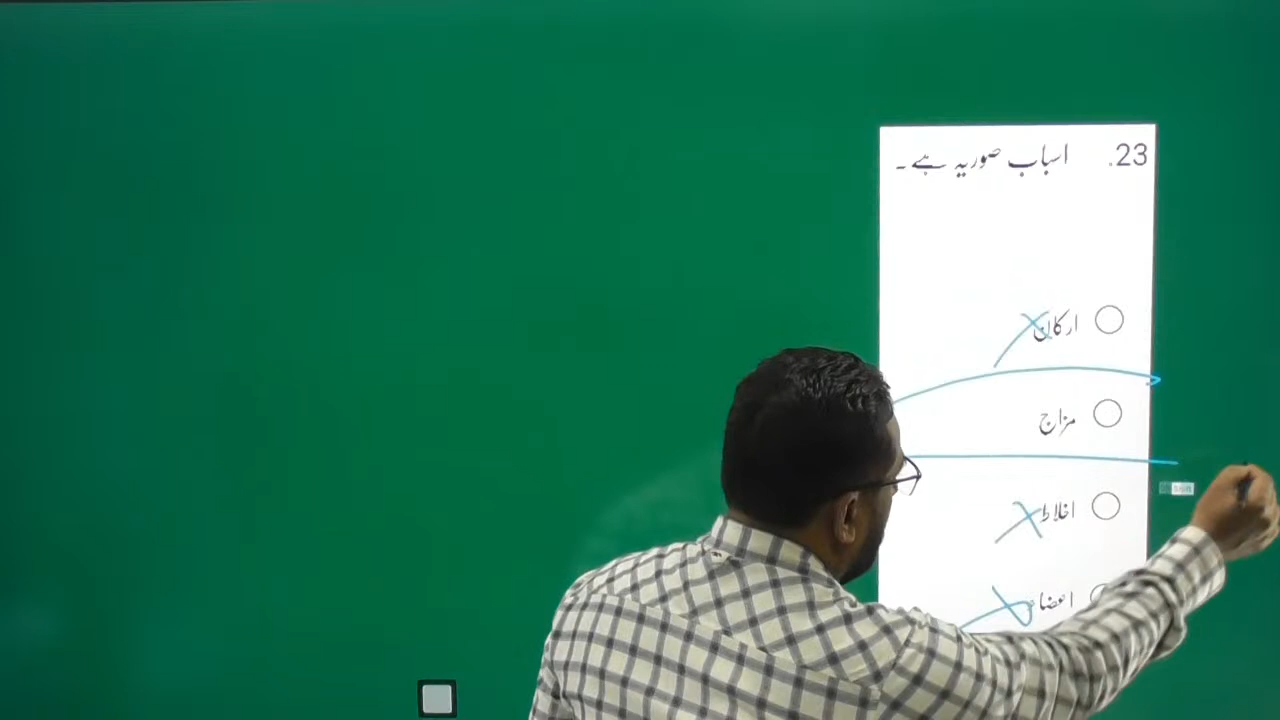 23. اسباب صوریہ ہے ۔
ارکان
مزاج
اخلاط
اعضاء